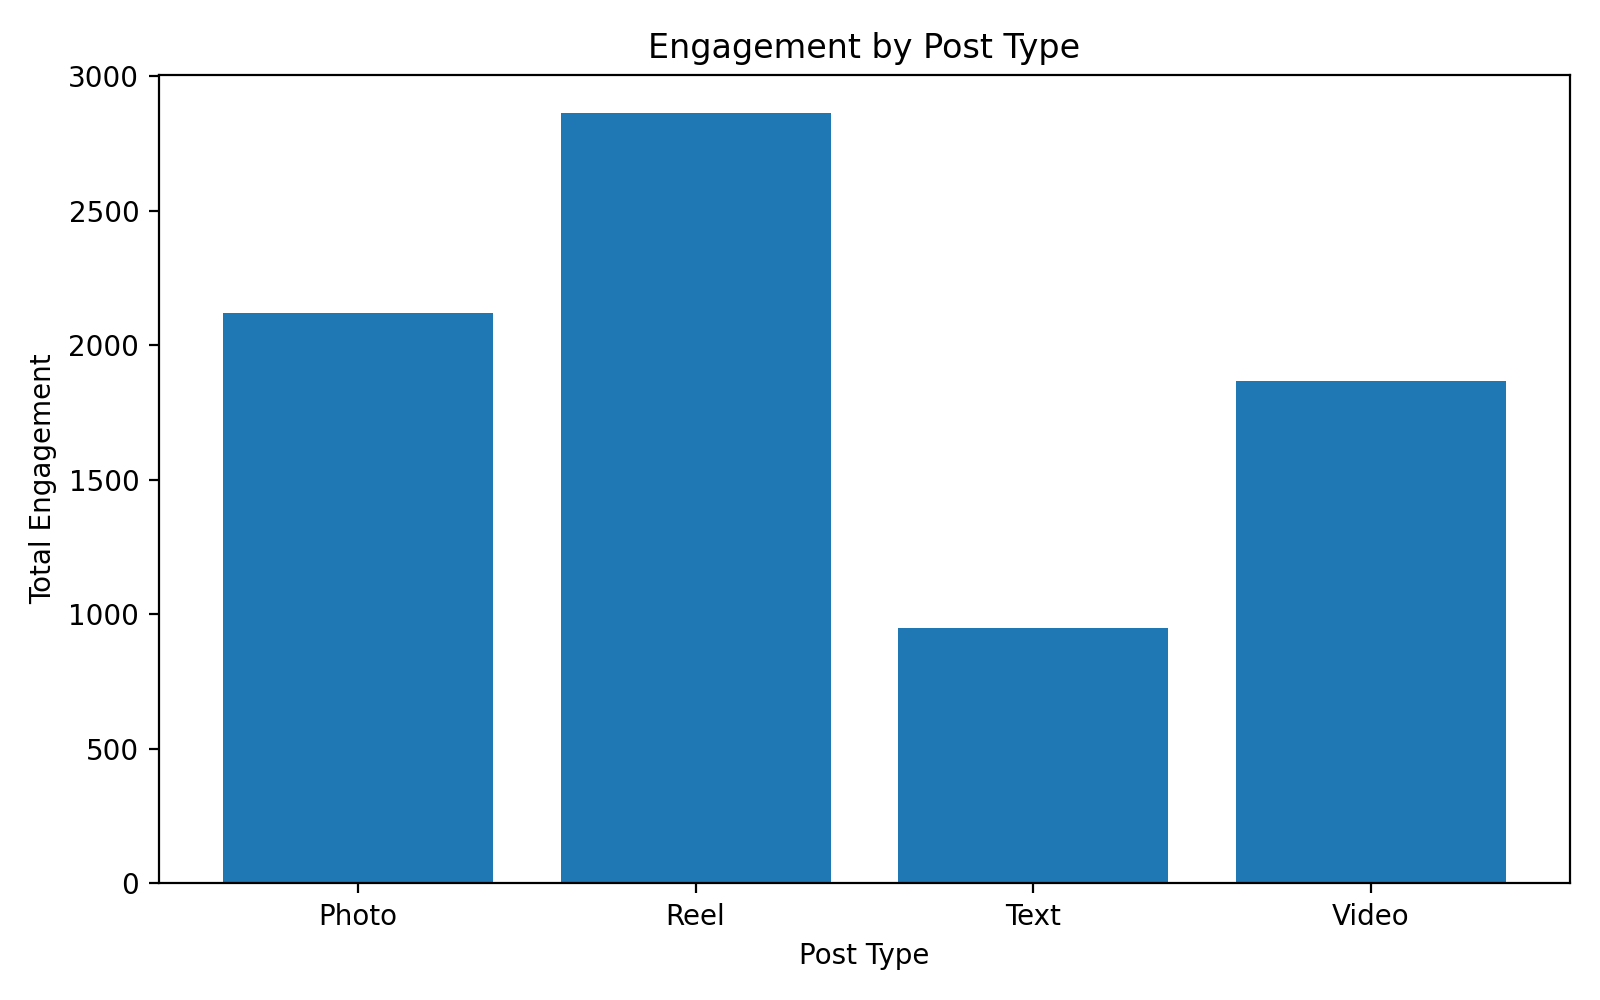 Engagement by Post Type
3000
2500
2000
1500
1000
500
0
Total Engagement
Photo Reel Text Video
Post Type